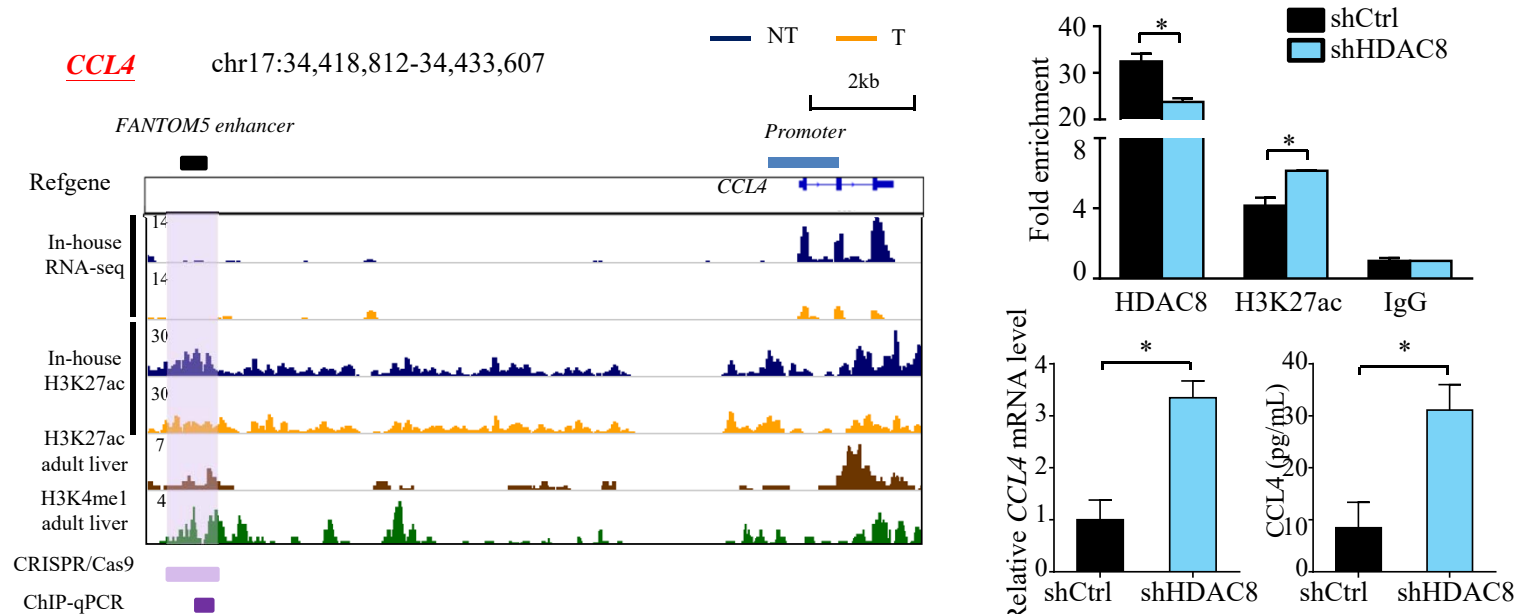 CCL4 chr17:34,418,812-34,433,607
NT T
2kb
FANTOM5 enhancer
Promoter
Refgene
CCL4
In-house
RNA-seq
14
14
In-house
H3K27ac
30
30
H3K27ac
adult liver
7
H3K4me1
adult liver
4
CRISPR/Cas9
ChIP-qPCR
shCtrl
shHDAC8
Fold enrichment
40
30
20
8
4
0
*
*
HDAC8 H3K27ac IgG
Relative CCL4 mRNA level
4
3
2
1
0
*
shCtrl shHDAC8
CCL4 (pg/mL)
40
30
20
10
0
*
shCtrl shHDAC8